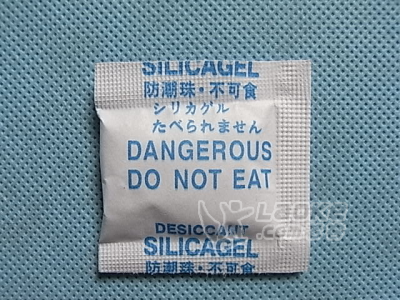 SILICAGEL
防潮珠·不可食
シリカゲル
たべられません
DANGEROUS
DO NOT EAT
DESICCANT
SILICAGEL
防潮珠·不可食